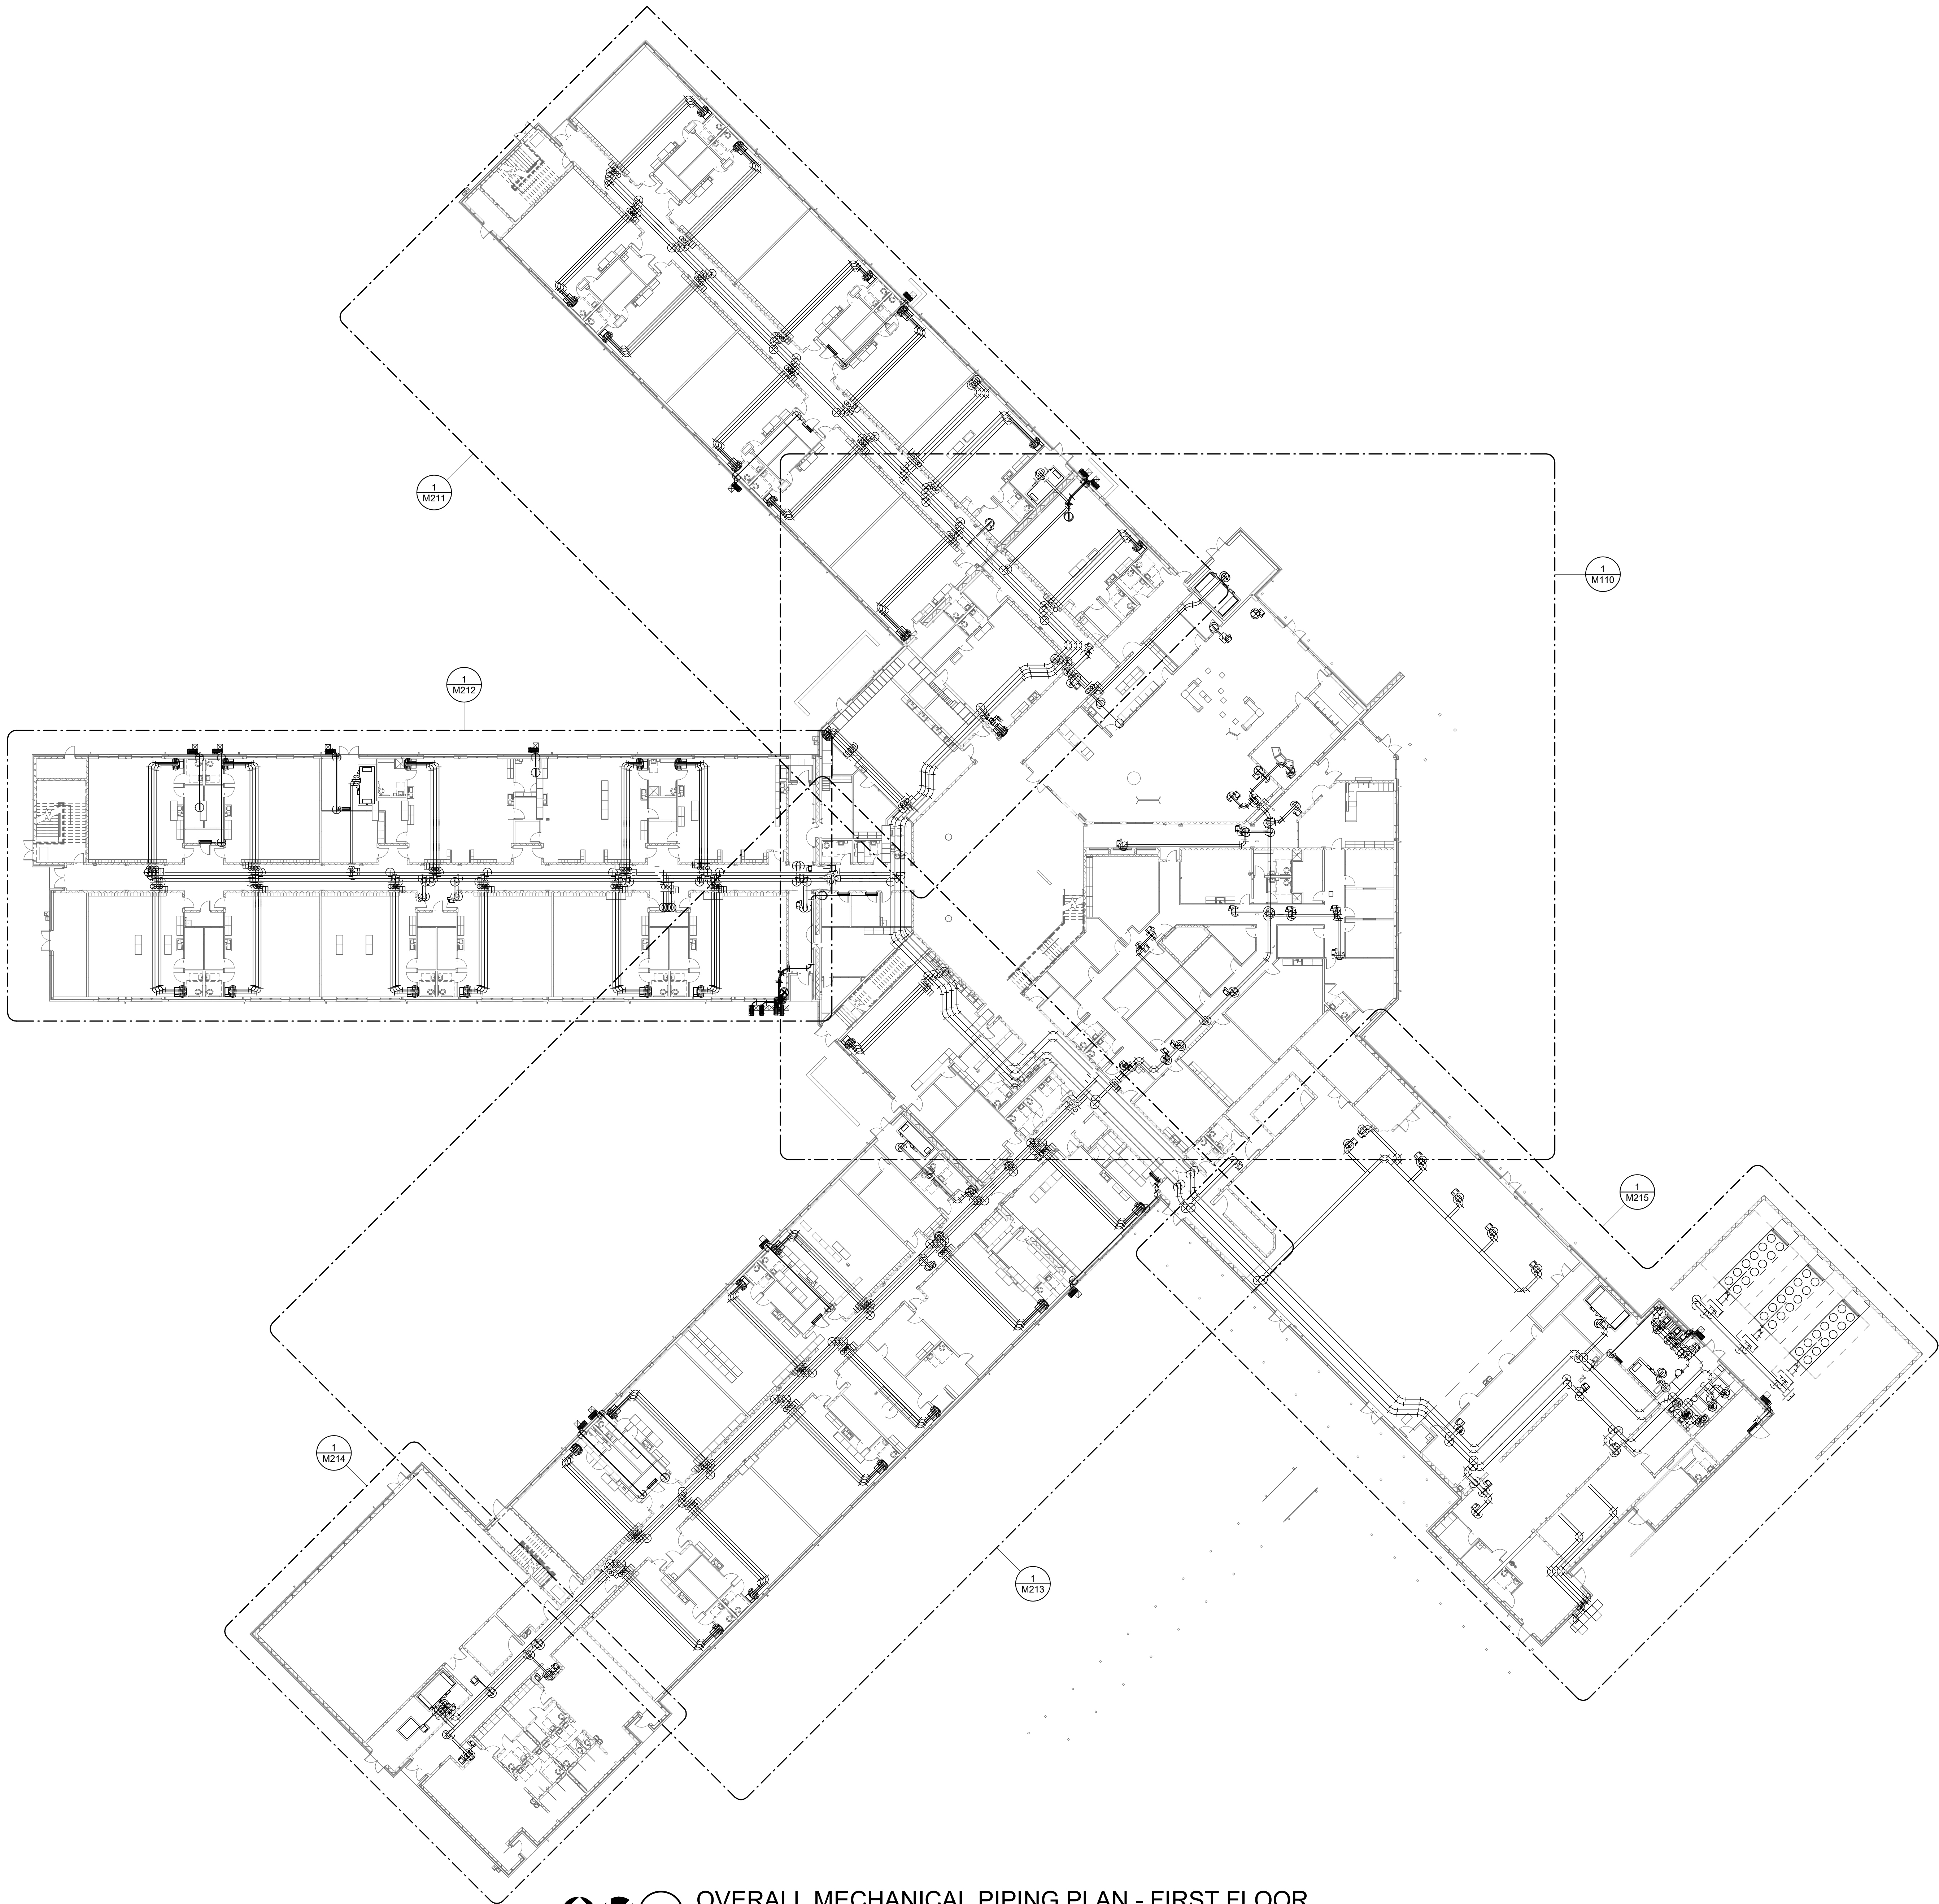 1
M211
1
M110
1
M212
1
M215
1
M214
1
M213
OVERALL MECHANICAL PIPING PLAN - FIRST FLOOR